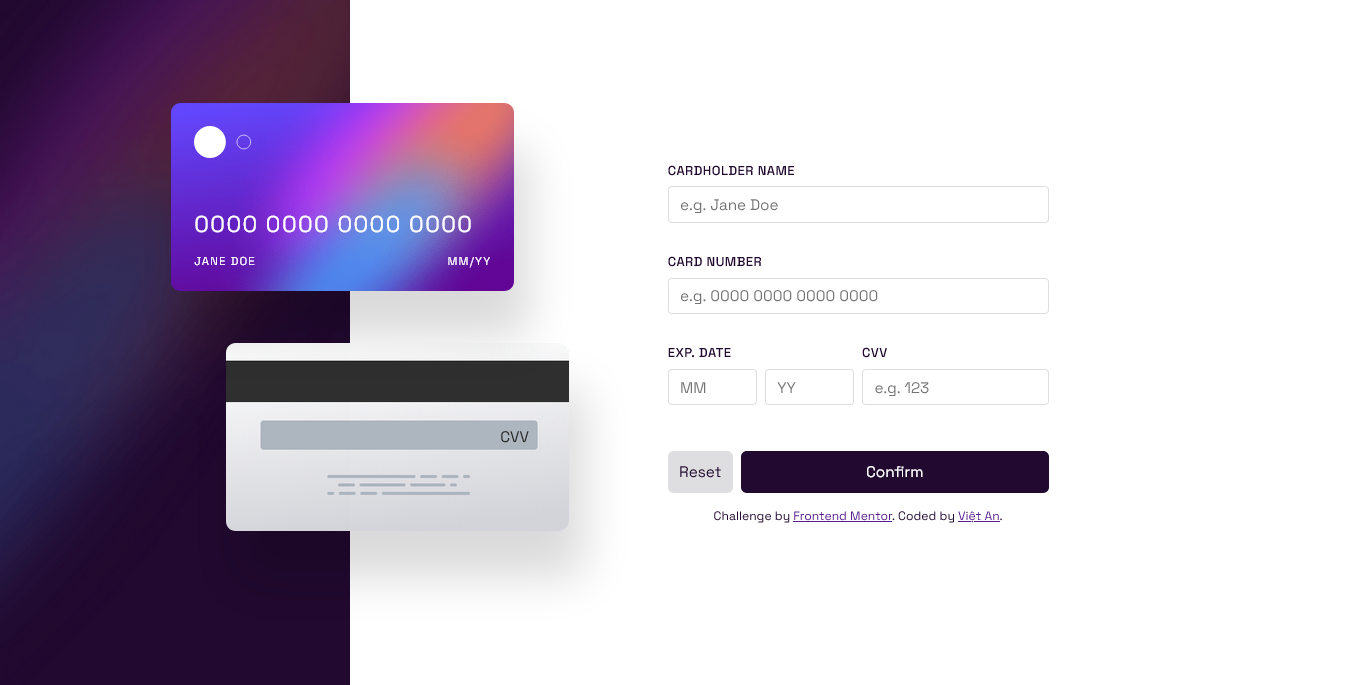 0000 0000 0000 0000
JANE DOE MM/YY
CVV
CARDHOLDER NAME
e.g. Jane Doe
CARD NUMBER
e.g. 0000 0000 0000 0000
EXP. DATE CVV
MM YY e.g. 123
Reset Confirm
Challenge by Frontend Mentor. Coded by Việt An.